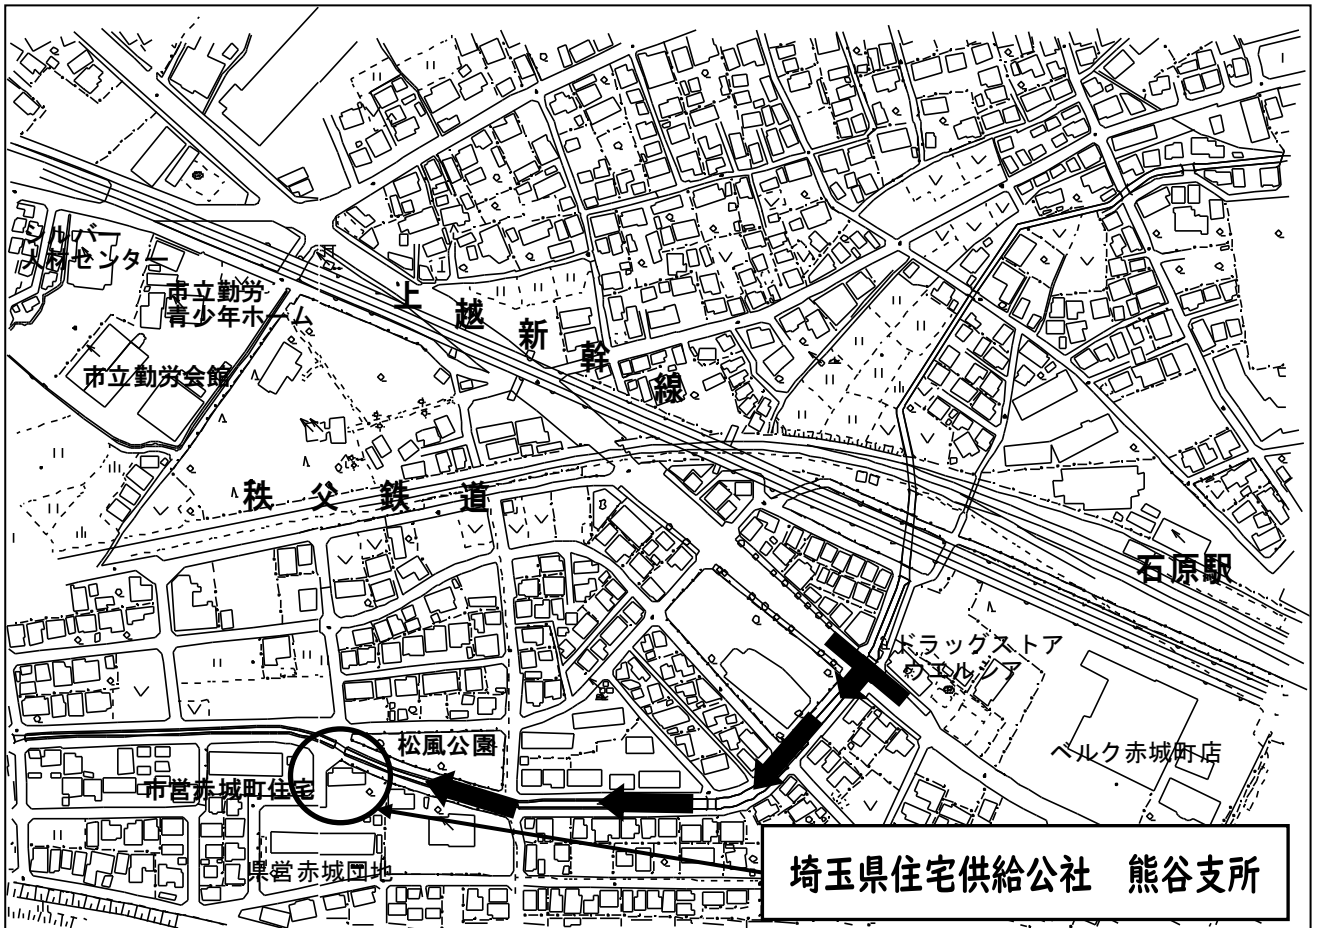 シルバー
人材センター
市立勤労
青少年ホーム
市立勤労会館
上越新幹線
秩父鉄道
石原駅
ドラッグストア
ウエルシア
ベルク赤城町店
松風公園
市営赤城町住宅
県営赤城団地
埼玉県住宅供給公社　熊谷支所